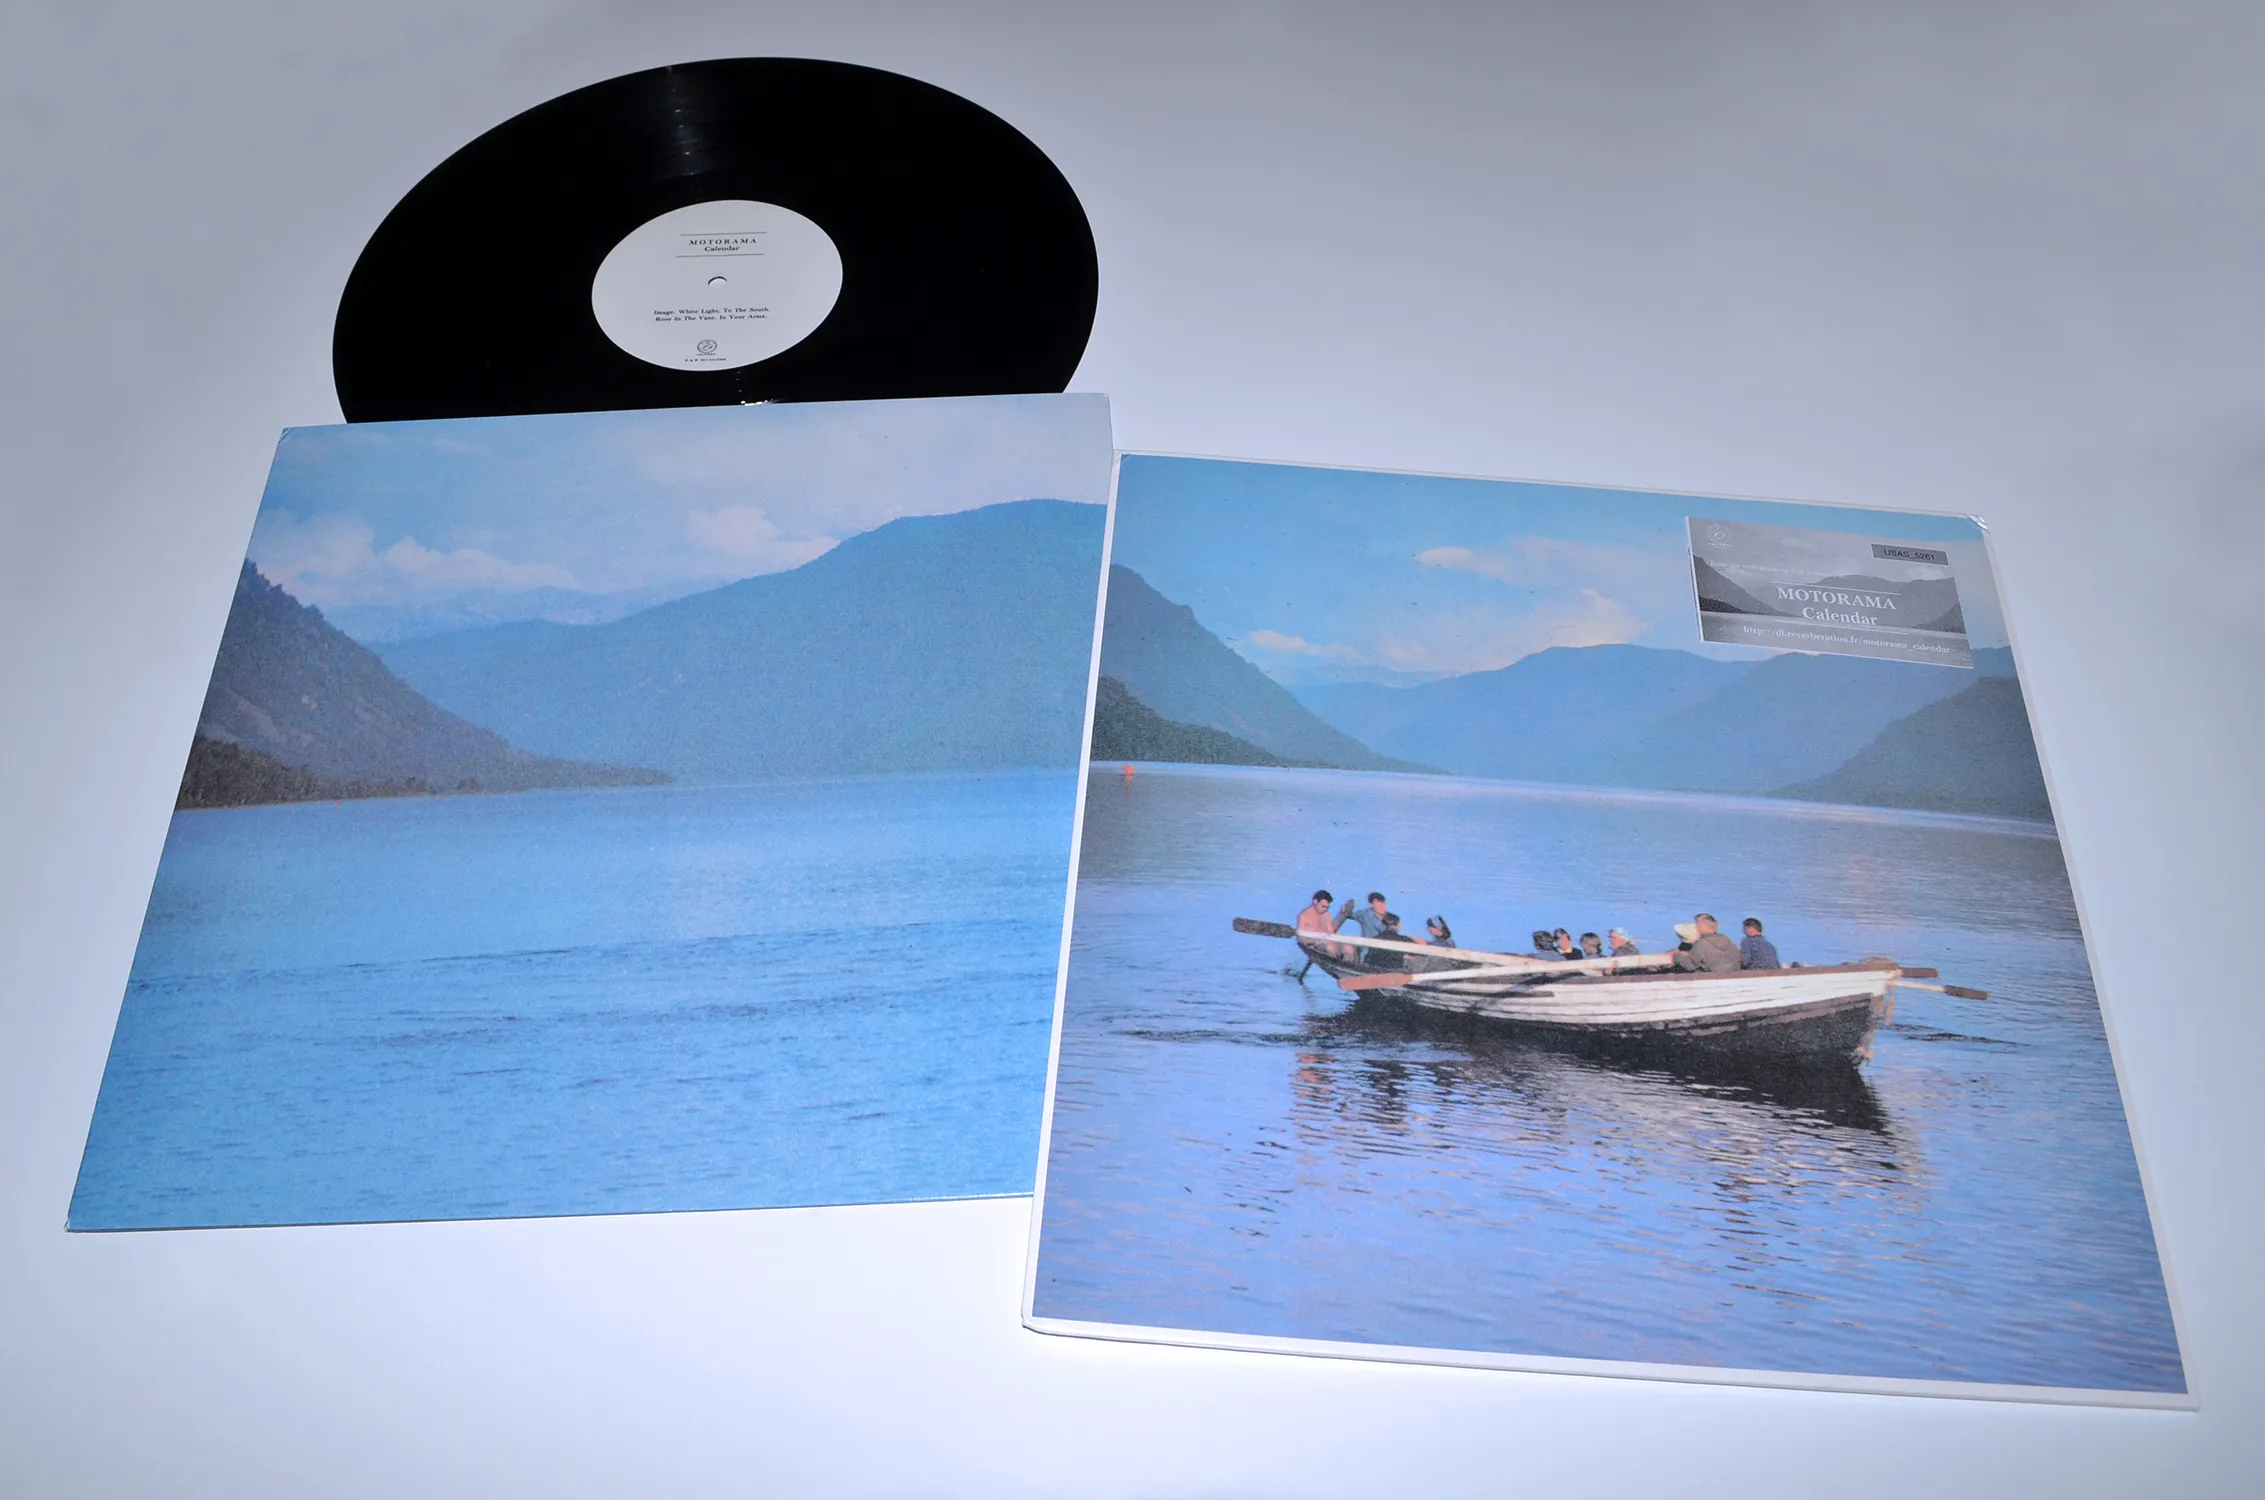 MOTORAMA
Calendar
Image. White Light. To The South.
Rose In The Vase. In Your Arms.
USAS_5261
MOTORAMA
Calendar
http://dl.reverberation.fr/motorama_calendar